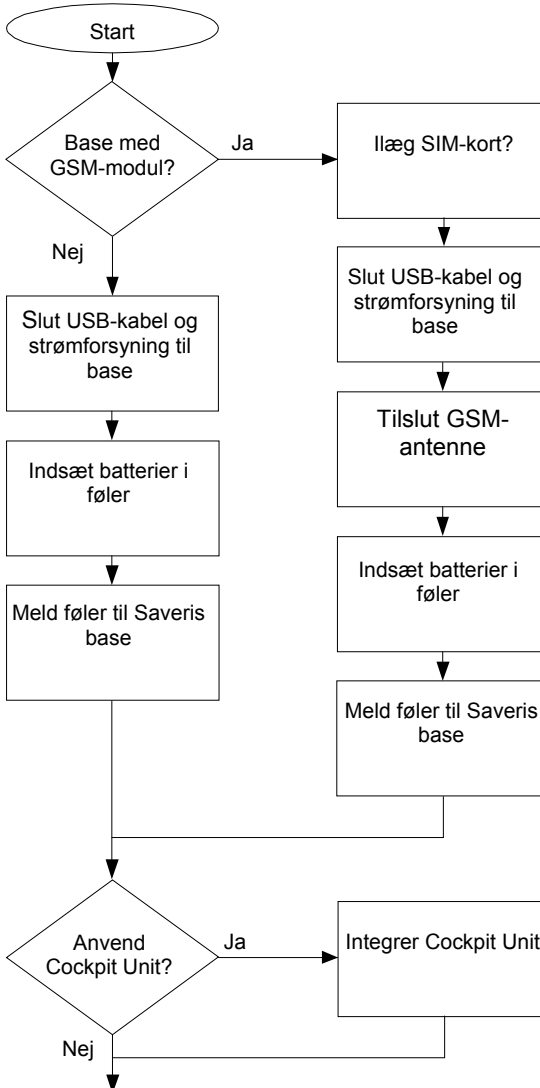 Start
Base med
GSM-modul?
Ja
Ilæg SIM-kort?
Nej
Slut USB-kabel og
strømforsyning til
base
Indsæt batterier i
føler
Meld føler til Saveris
base
Slut USB-kabel og
strømforsyning til
base
Tilslut GSM-
antenne
Indsæt batterier i
føler
Meld føler til Saveris
base
Anvend
Cockpit Unit?
Ja
Integrer Cockpit Unit
Nej